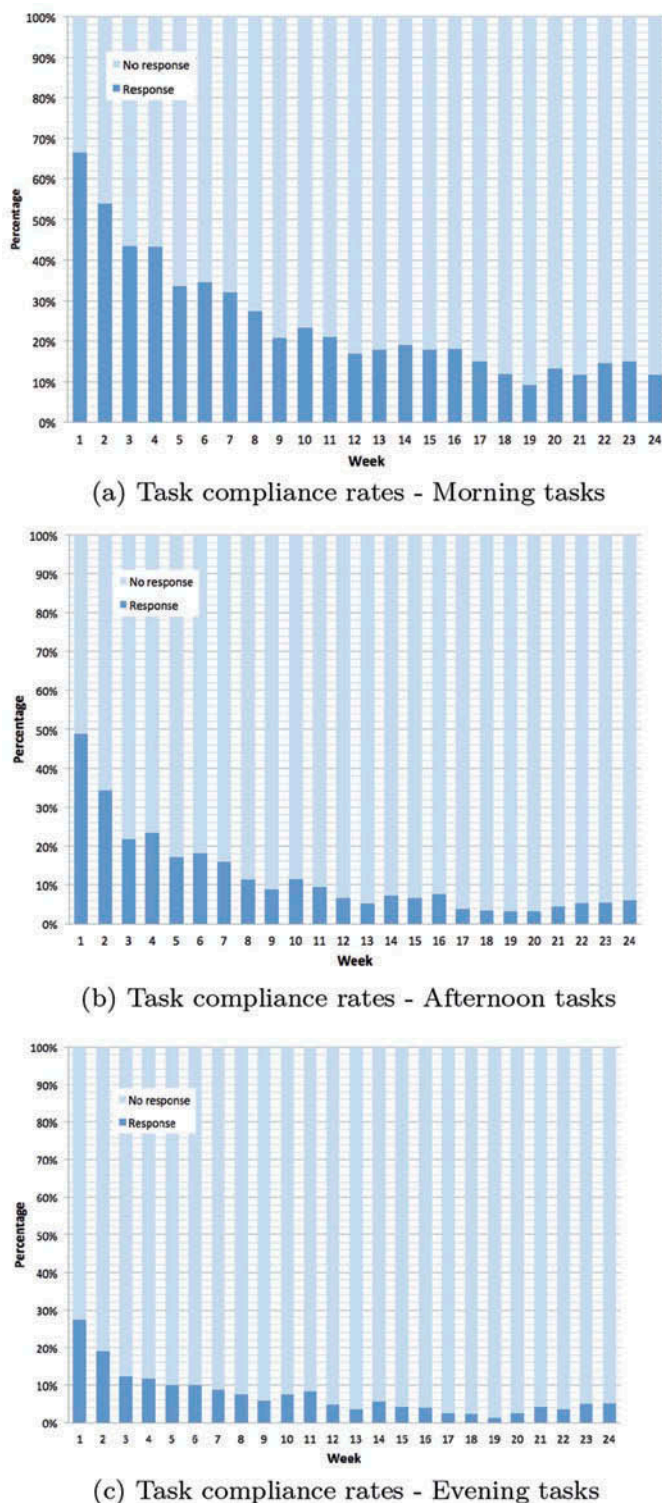 100%
90%
80%
70%
60%
50%
40%
30%
20%
10%
0%
Percentage
No response
Response
1 2 3 4 5 6 7 8 9 10 11 12 13 14 15 16 17 18 19 20 21 22 23 24
Week
(a) Task compliance rates - Morning tasks
100%
90%
80%
70%
60%
50%
40%
30%
20%
10%
0%
Percentage
No response
Response
1 2 3 4 5 6 7 8 9 10 11 12 13 14 15 16 17 18 19 20 21 22 23 24
Week
(b) Task compliance rates - Afternoon tasks
100%
90%
80%
70%
60%
50%
40%
30%
20%
10%
0%
Percentage
No response
Response
1 2 3 4 5 6 7 8 9 10 11 12 13 14 15 16 17 18 19 20 21 22 23 24
Week
(c) Task compliance rates - Evening tasks